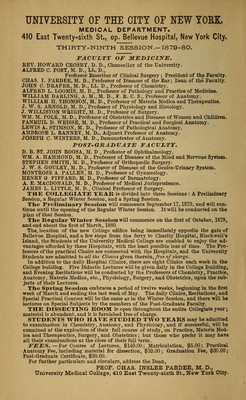 UNIVERSITY OF THE CITY OF NEW YORK.
MEDICAL DEPARTMENT.
410 East Twenty-sixth St., op. Bellevue Hospital, New York City.
THIRTY-NINTH SESSION.—1879-80.
FACULTY OF MEDICINE.
REV. HOWARD CROSBY, D. D., Chancellor of the University.
ALFRED C. POST, M. D., LL. D.,
Professor Emeritus of Clinical Surgery; President of the Faculty.
CHAS. I. PARDEE, M. D., Professor of Diseases of the Ear; Dean of the Faculty.
JOHN C. DRAPER, M. D., LL. D., Professor of Chemistry.
ALFRED L. LOOMIS, M. D., Professor of Pathology and Practice of Medicine.
WILLIAM DARLING, A. M., M. D., F. R. C. S., Professor of Anatomy.
WILLIAM H. THOMSON, M. D., Professor of Materia Medica and Therapeutics.
J. W. S. ARNOLD, M. D., Professor of Physiology and Histology.
J. WILLISTON WRIGHT, M. D., Professor of Surgery.
WM. M. POLK, M. D., Professor of Obstetrics and Diseases of Women and Children.
FANEUIL D. WEISSE, M. D., Professor of Practical and Surgical Anatomy.
LEWIS A. STIMSON, M. D., Professor of Pathological Anatomy.
AMBROSE L. RANNEY, M. D., Adjunct Professor of Anatomy.
JOSEPH E. WINTERS, M. D., Demonstrator of Anatomy.
POST-GRADUATE FACULTY.
D. B. ST. JOHN ROOSA, M. D., Professor of Ophthalmology.
WM. A. HAMMOND, M. D., Professor of Diseases of the Mind and Nervous System.
STEPHEN SMITH, M. D., Professor of Orthopædic Surgery.
J. W. S. GOULEY, M. D., Professor of Diseases of the Genito-Urinary System.
MONTROSE A. PALLEN, M. D., Professor of Gynæcology.
HENRY G. PIFFARD, M. D., Professor of Dermatology.
A. E. MACDONALD, M. D., Professor of Medical Jurisprudence.
JAMES L. LITTLE, M. D., Clinical Professor of Surgery.
THE COLLEGIATE YEAR is divided into three Sessions: A Preliminary Session, a Regular Winter Session, and a Spring Session.
The Preliminary Session will commence September 17, 1879, and will continue until the opening of the Regular Winter Session. It will be conducted on the plan of that Session.
The Regular Winter Session will commence on the first of October, 1879, and end about the first of March, 1880.
The location of the new College edifice being immediately opposite the gate of Bellevue Hospital, and a few steps from the ferry to Charity Hospital, Blackwell's Island, the Students of the University Medical College are enabled to enjoy the advantages afforded by these Hospitals, with the least possible loss of time. The Professors of the practical Chairs are connected with the Hospitals, and the University Students are admitted to all the Clinics given therein, free of charge.
In addition to the daily Hospital Clinics, there are eight Clinics each week in the College building. Five Didactic Lectures will be given daily in the College Building, and Evening Recitations will be conducted by the Professors of Chemistry, Practice, Anatomy, Materia Medica, and Physiology, Surgery, and Obstetrics, upon the subjects of their Lectures.
The Spring Session embraces a period of twelve weeks, beginning in the first week of March and ending the last week of May. The daily Clinics, Recitations, and Special Practical Courses will be the same as in the Winter Session, and there will be lectures on Special Subjects by the members of the Post-Graduate Faculty.
THE DISSECTING ROOM is open throughout the entire Collegiate year; material is abundant, and it is furnished free of charge.
STUDENTS WHO HAVE STUDIED TWO YEARS may be admitted to examination in Chemistry, Anatomy, and Physiology, and if successful, will be examined at the expiration of their full course of study, on Practice, Materia Medica and Therapeutics, Surgery, and Obstetrics; but those who prefer it may have all their examinations at the close of their full term.
FEES.—For Course of Lectures, $140.00; Matriculation, $5.00; Practical Anatomy Fee, including material for dissection, $10.00; Graduation Fee, $30.00; Post-Graduate Certificate, $30.00.
For further particulars and circulars, address the Dean,
PROF. CHAS. INSLEE PARDEE, M. D.,
University Medical College, 410 East Twenty-sixth St., New York City.